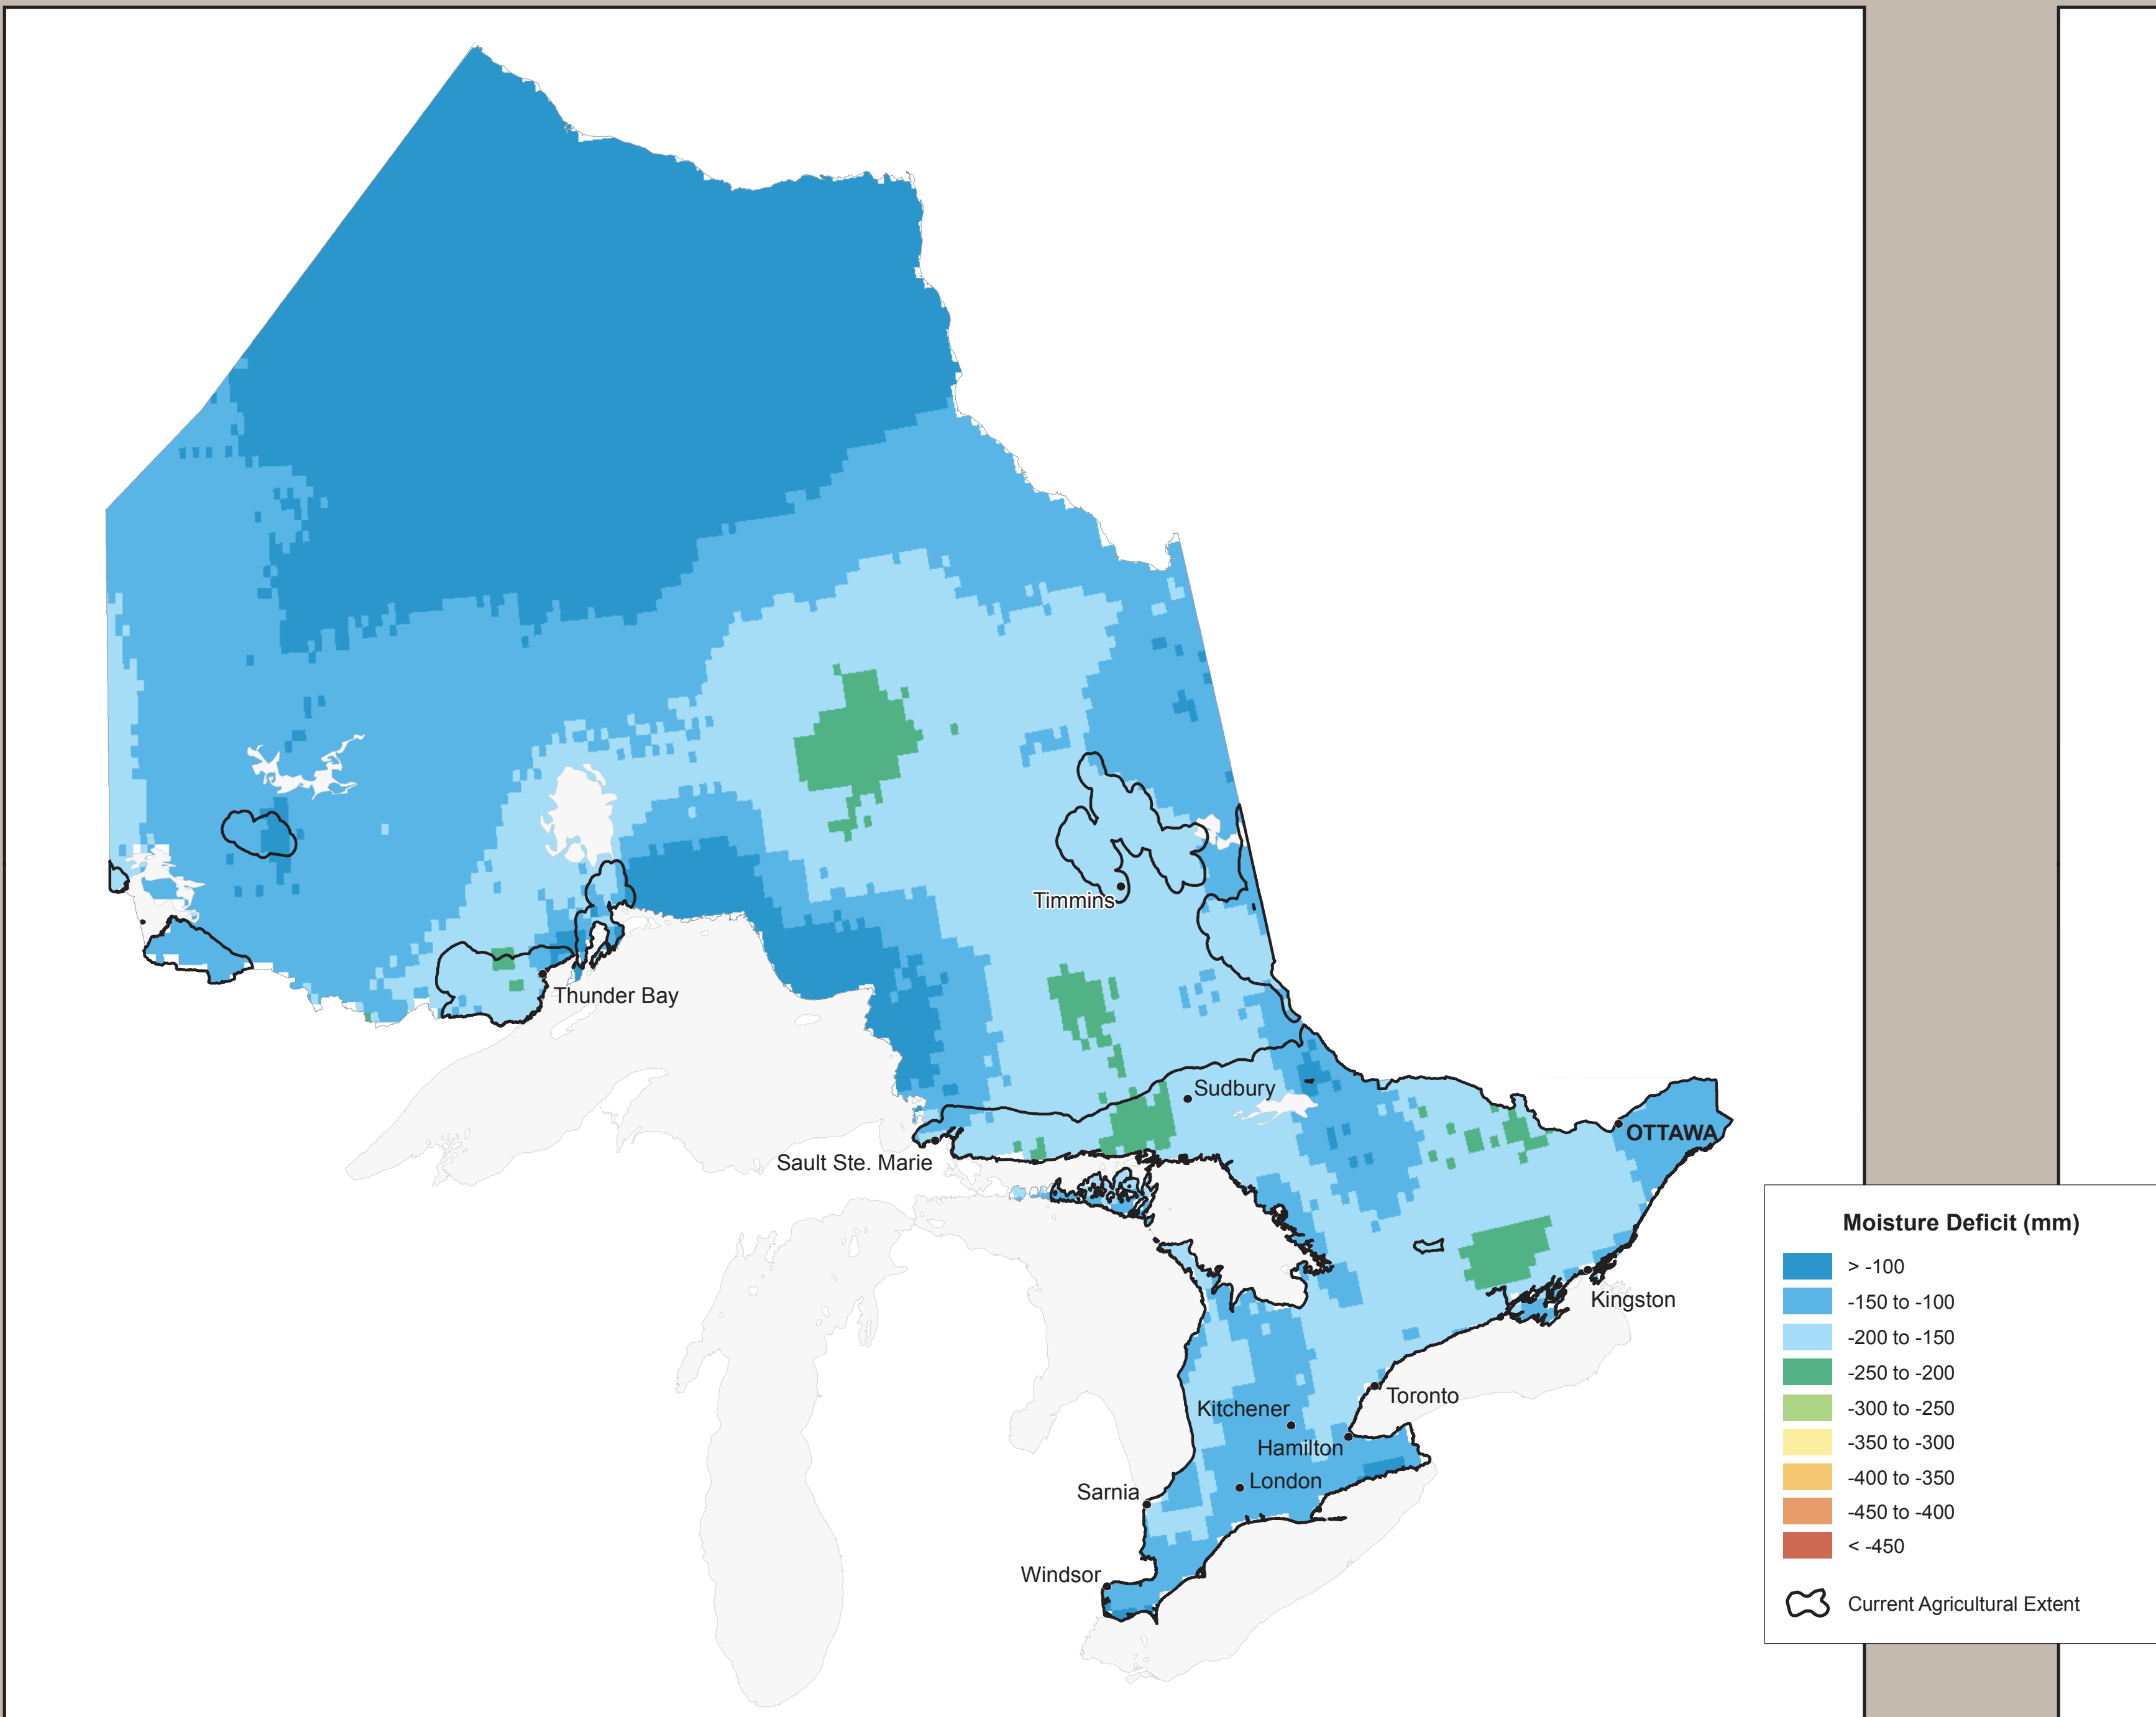 Timmins
Thunder Bay
Sudbury
OTTAWA
Sault Ste. Marie
Kingston
Toronto
Kitchener
Hamilton
London
Sarnia
Windsor
Moisture Deficit (mm)
> -100
-150 to -100
-200 to -150
-250 to -200
-300 to -250
-350 to -300
-400 to -350
-450 to -400
< -450
Current Agricultural Extent